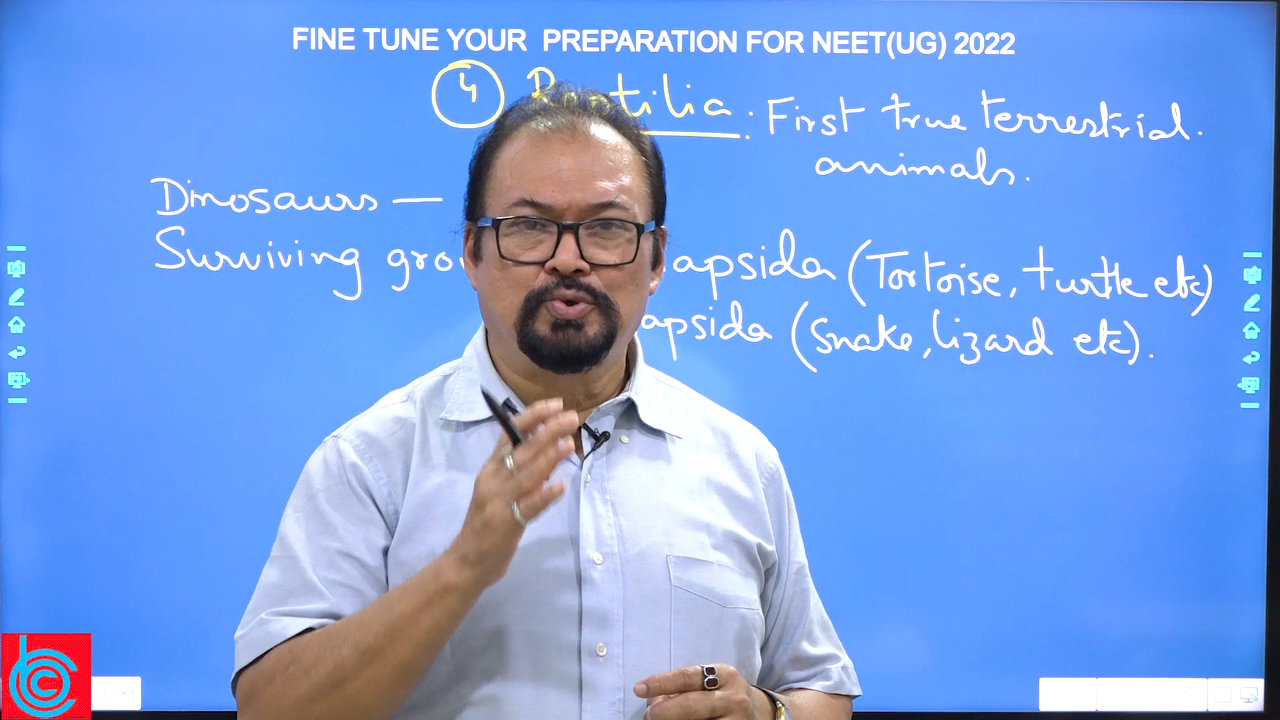 FINE TUNE YOUR PREPARATION FOR NEET(UG) 2022
4 Reptilia : First true terrestrial.
animals.
Dinosaurs —
Surviving apsida (Tortoise, turtle etc)
apsida (Snake, lizard etc).